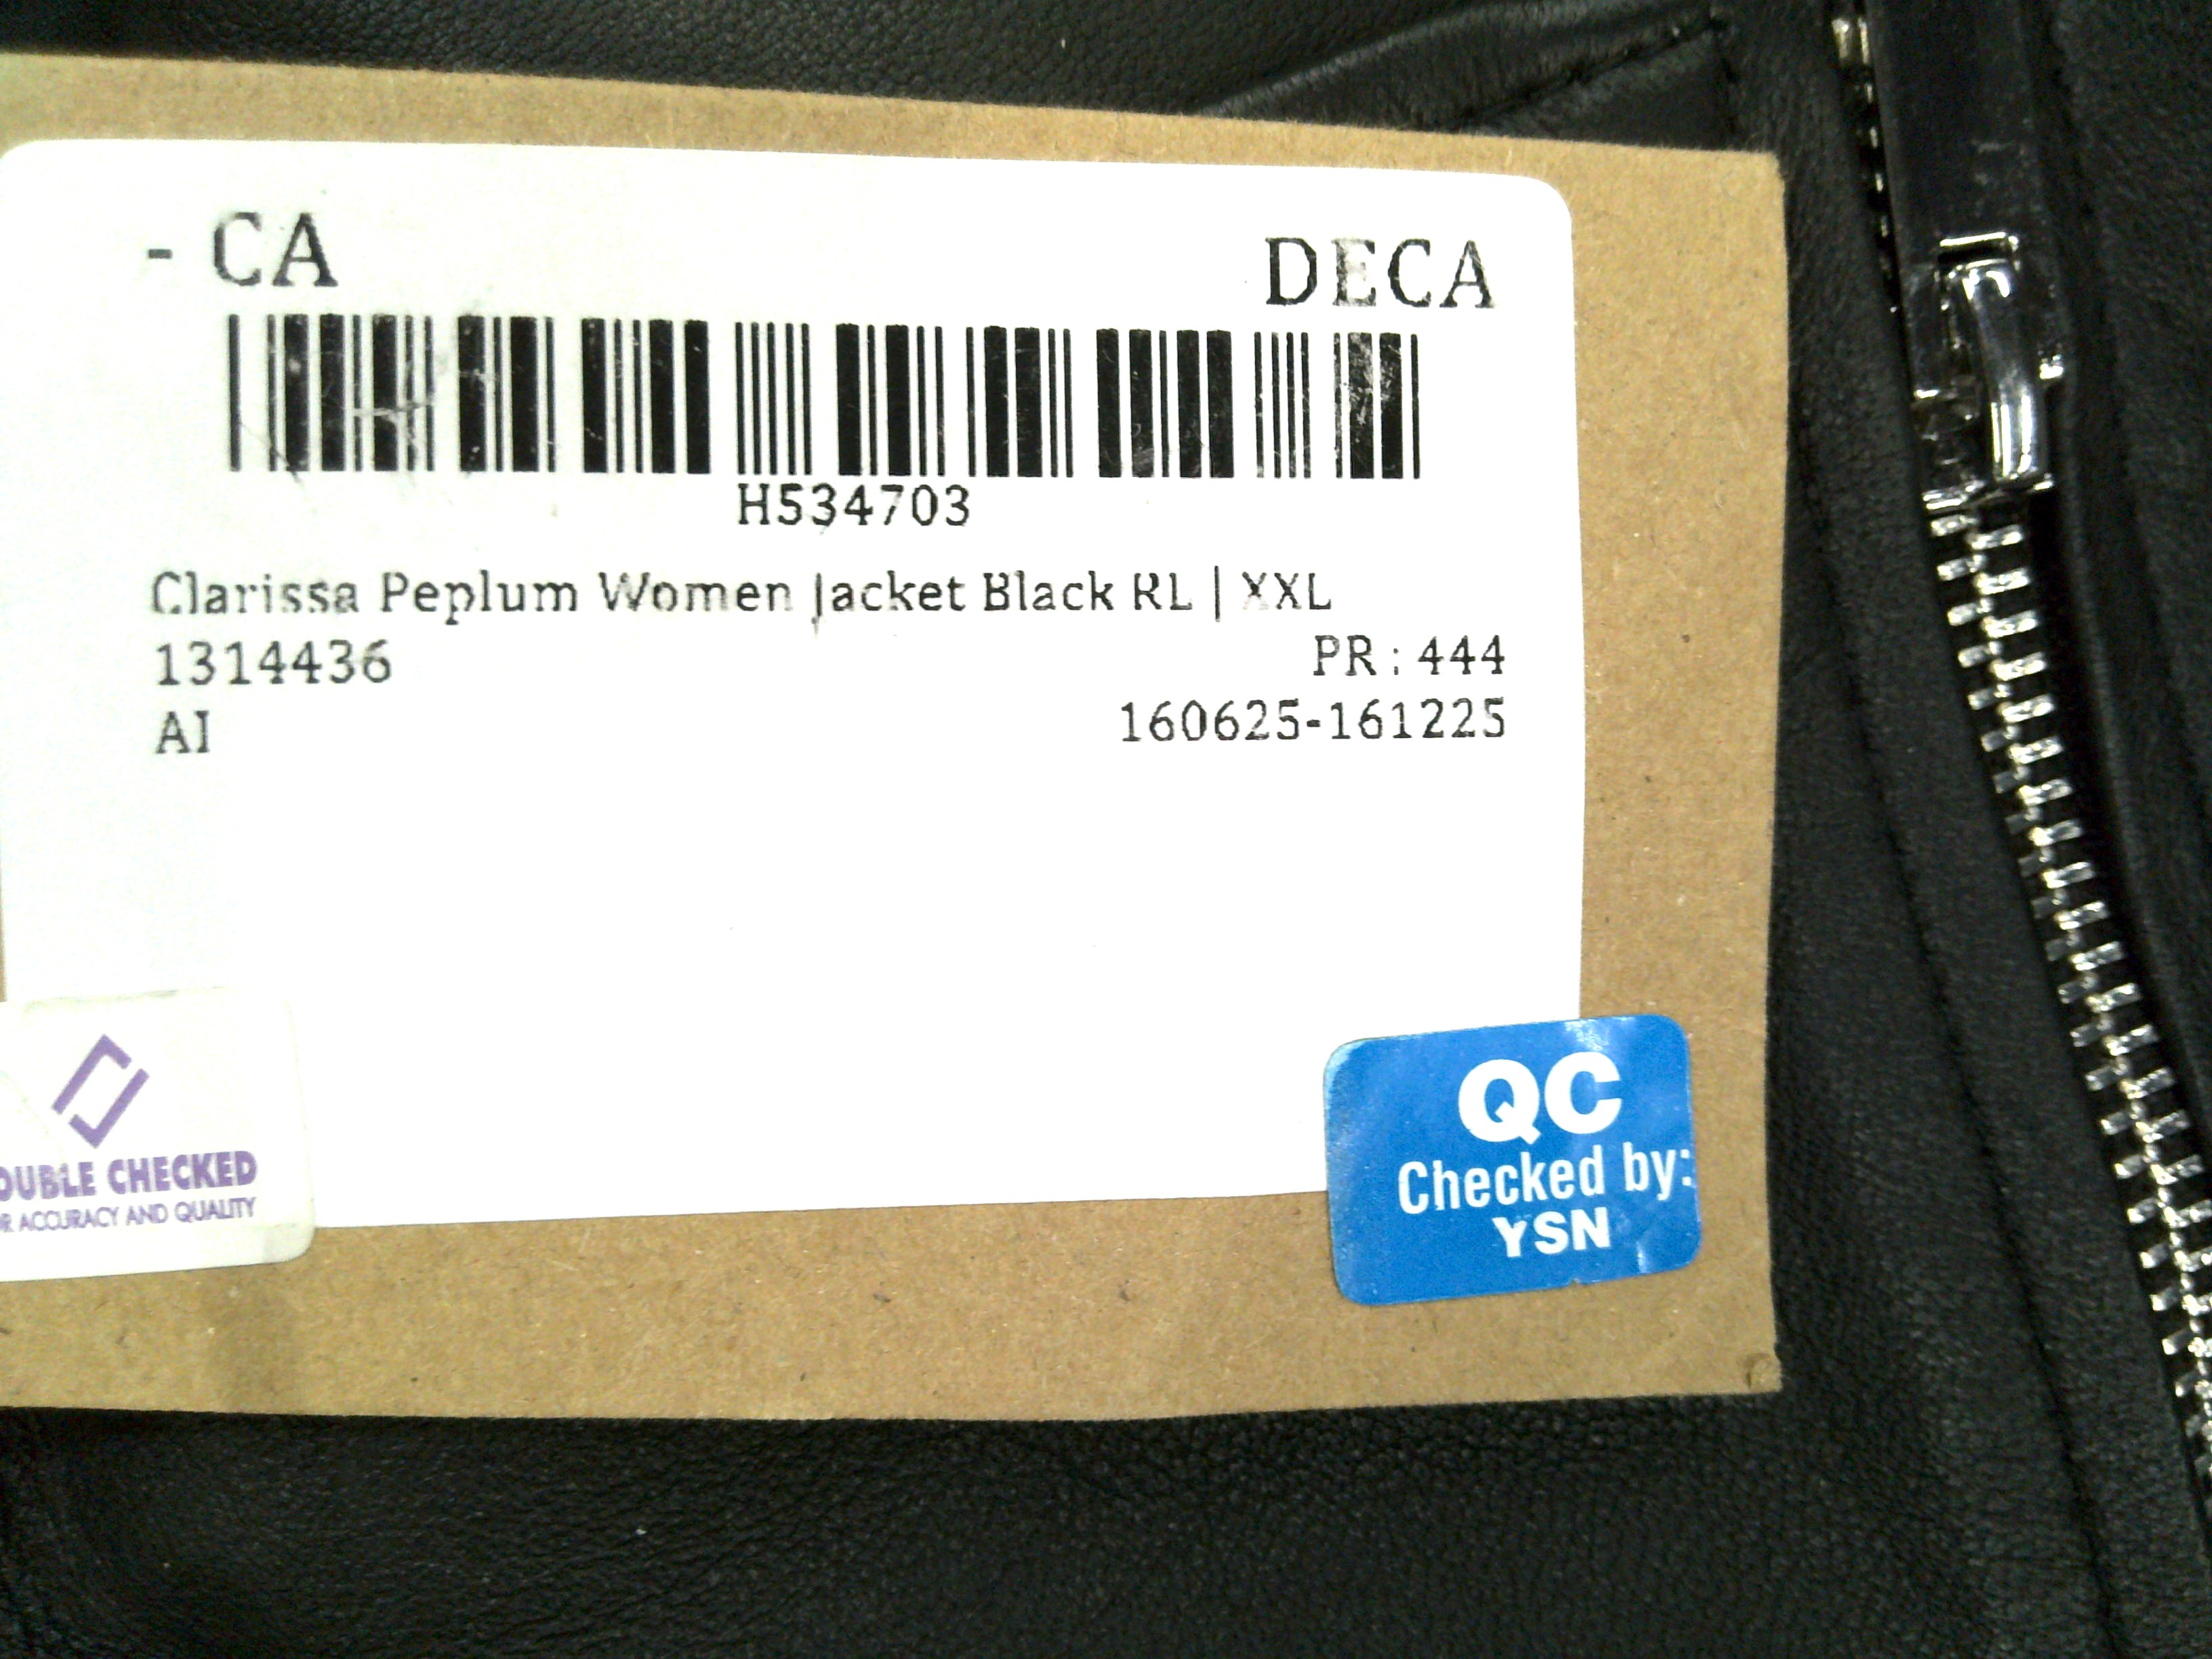 - CA DECA
H534703
Clarissa Peplum Women Jacket Black RL | XXL
1314436 PR : 444
AI 160625-161225
QC
Checked by:
YSN
CHECKED
ACCURACY AND QUALITY